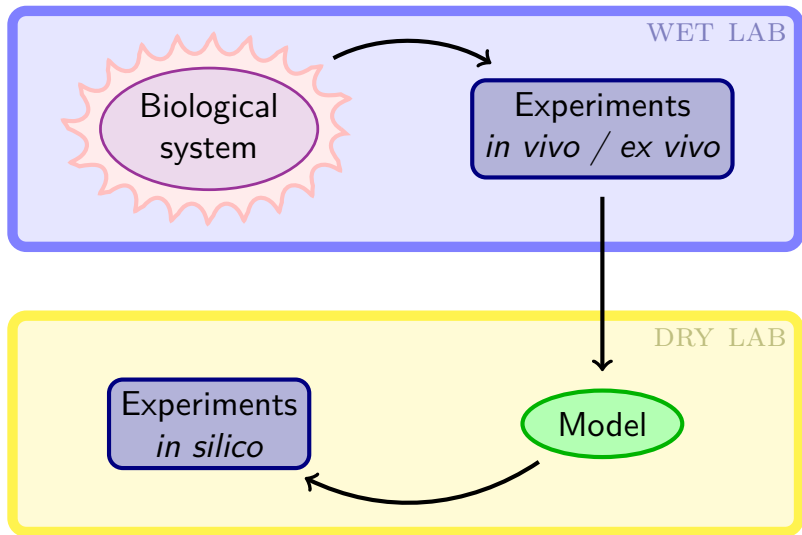 WET LAB
Biological
system
Experiments
in vivo / ex vivo
DRY LAB
Experiments
in silico
Model